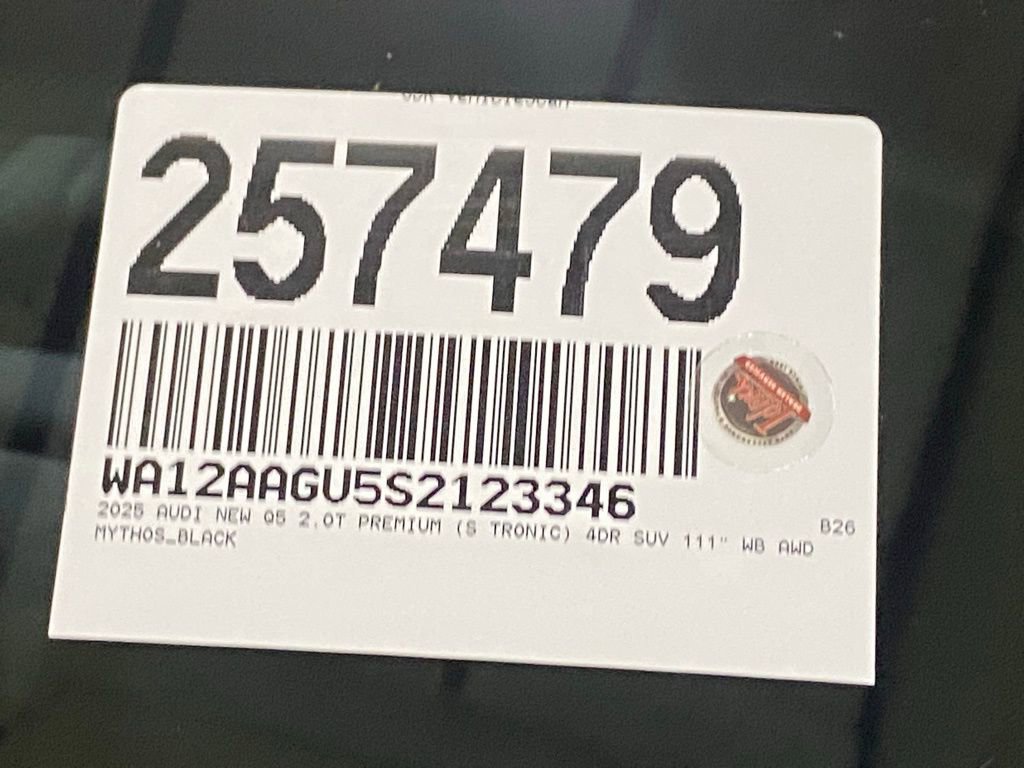 257479
WA12AAGU5S2123346
2025 AUDI NEW Q5 2.0T PREMIUM (S TRONIC) 4DR SUV 111" WB AWD
B26
MYTHOS_BLACK